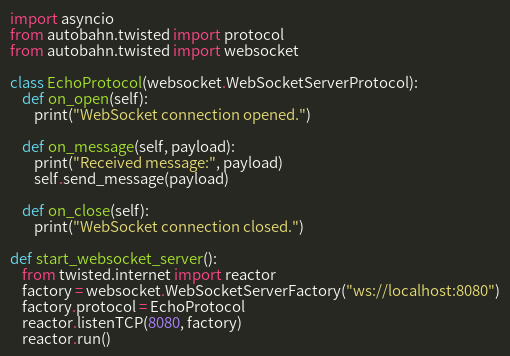 import asyncio
from autobahn.twisted import protocol
from autobahn.twisted import websocket

class EchoProtocol(websocket.WebSocketServerProtocol):
    def on_open(self):
        print("WebSocket connection opened.")

    def on_message(self, payload):
        print("Received message:", payload)
        self.send_message(payload)

    def on_close(self):
        print("WebSocket connection closed.")

def start_websocket_server():
    from twisted.internet import reactor
    factory = websocket.WebSocketServerFactory("ws://localhost:8080")
    factory.protocol = EchoProtocol
    reactor.listenTCP(8080, factory)
    reactor.run()